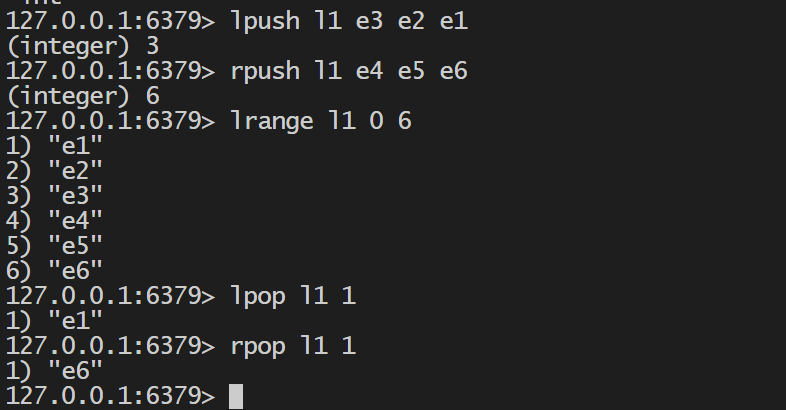 127.0.0.1:6379> lpush l1 e3 e2 e1
(integer) 3
127.0.0.1:6379> rpush l1 e4 e5 e6
(integer) 6
127.0.0.1:6379> lrange l1 0 6
1) "e1"
2) "e2"
3) "e3"
4) "e4"
5) "e5"
6) "e6"
127.0.0.1:6379> lpop l1 1
1) "e1"
127.0.0.1:6379> rpop l1 1
1) "e6"
127.0.0.1:6379>